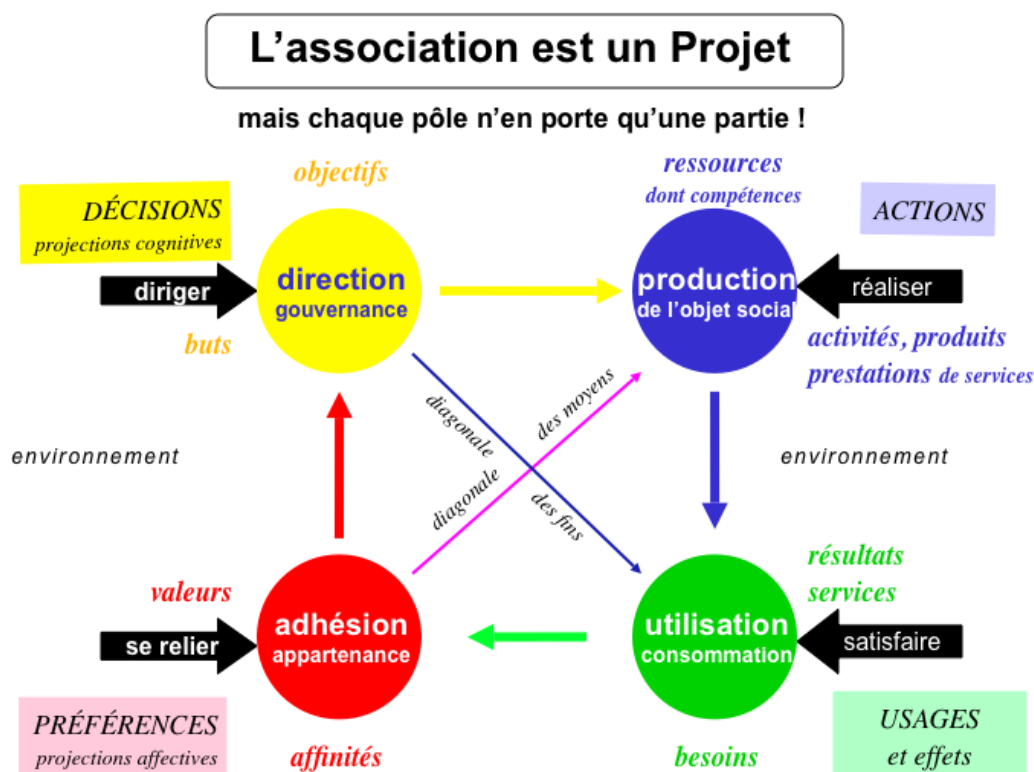 L’association est un Projet
mais chaque pôle n’en porte qu’une partie !
objectifs
ressources
dont compétences
DÉCISIONS
projections cognitives
ACTIONS
diriger
direction
gouvernance
production
de l’objet social
réaliser
buts
activités, produits
prestations de services
diagonale
des moyens
environnement
environnement
diagonale
des fins
valeurs
résultats
services
se relier
adhésion
appartenance
utilisation
consommation
satisfaire
PRÉFÉRENCES
projections affectives
affinités
besoins
USAGES
et effets